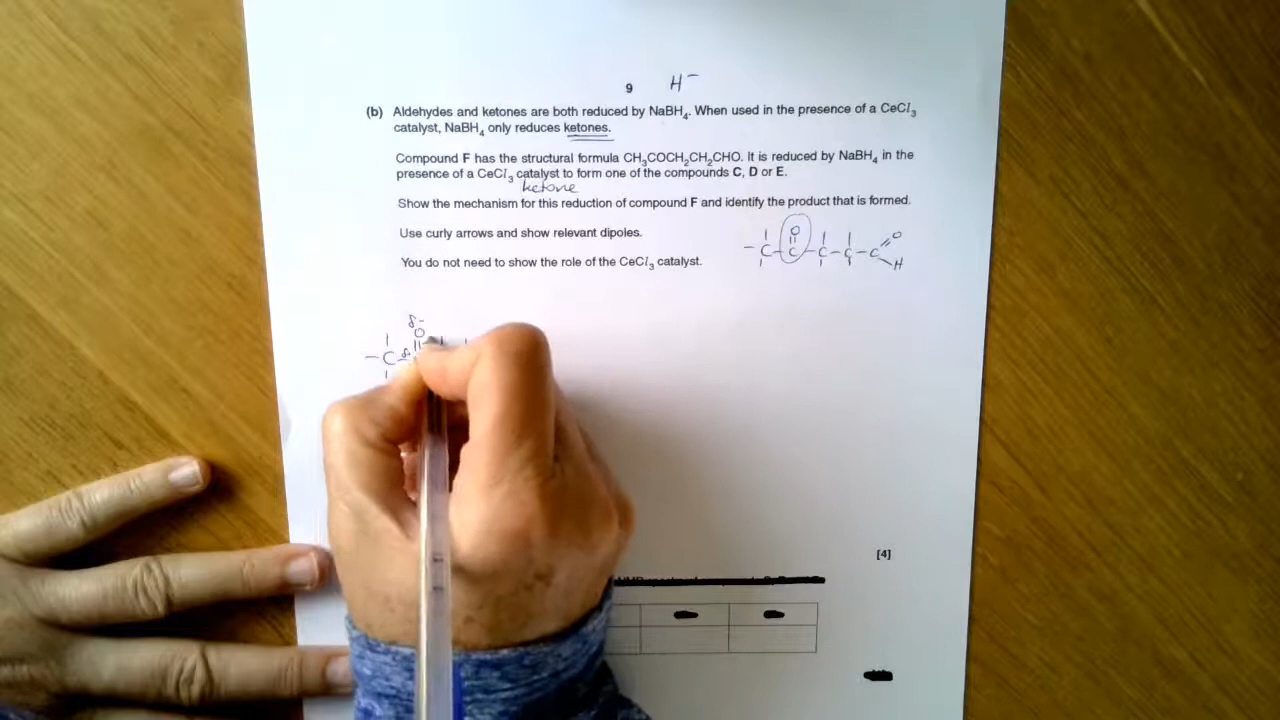 9 H⁻
(b) Aldehydes and ketones are both reduced by NaBH₄. When used in the presence of a CeCl₃
catalyst, NaBH₄ only reduces ketones.
Compound F has the structural formula CH₃COCH₂CH₂CHO. It is reduced by NaBH₄ in the
presence of a CeCl₃ catalyst to form one of the compounds C, D or E.
ketone
Show the mechanism for this reduction of compound F and identify the product that is formed.
Use curly arrows and show relevant dipoles.
O O
C C C C C
H
You do not need to show the role of the CeCl₃ catalyst.
δ-
O
C δ
[4]